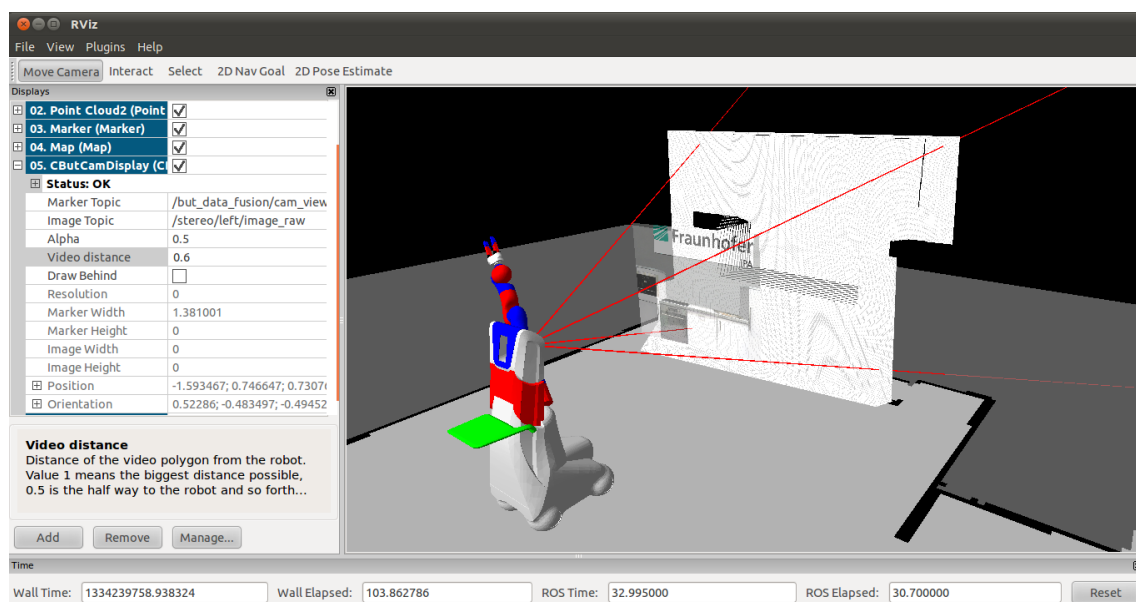 RViz
File View Plugins Help
Move Camera Interact Select 2D Nav Goal 2D Pose Estimate
Displays
02. Point Cloud2 (Point
03. Marker (Marker)
04. Map (Map)
05. CButCamDisplay (C
Status: OK
Marker Topic /but_data_fusion/cam_view
Image Topic /stereo/left/image_raw
Alpha 0.5
Video distance 0.6
Draw Behind
Resolution 0
Marker Width 1.381001
Marker Height 0
Image Width 0
Image Height 0
Position -1.593467; 0.746647; 0.7307
Orientation 0.52286; -0.483497; -0.49452
Fraunhofer
IPA
Video distance
Distance of the video polygon from the robot.
Value 1 means the biggest distance possible,
0.5 is the half way to the robot and so forth...
Add Remove Manage...
Time
Wall Time: 1334239758.938324 Wall Elapsed: 103.862786 ROS Time: 32.995000 ROS Elapsed: 30.700000 Reset